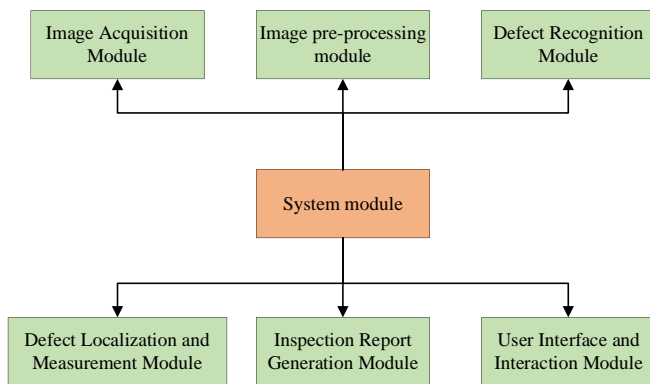 Image Acquisition
Module
Image pre-processing
module
Defect Recognition
Module
System module
Defect Localization and
Measurement Module
Inspection Report
Generation Module
User Interface and
Interaction Module